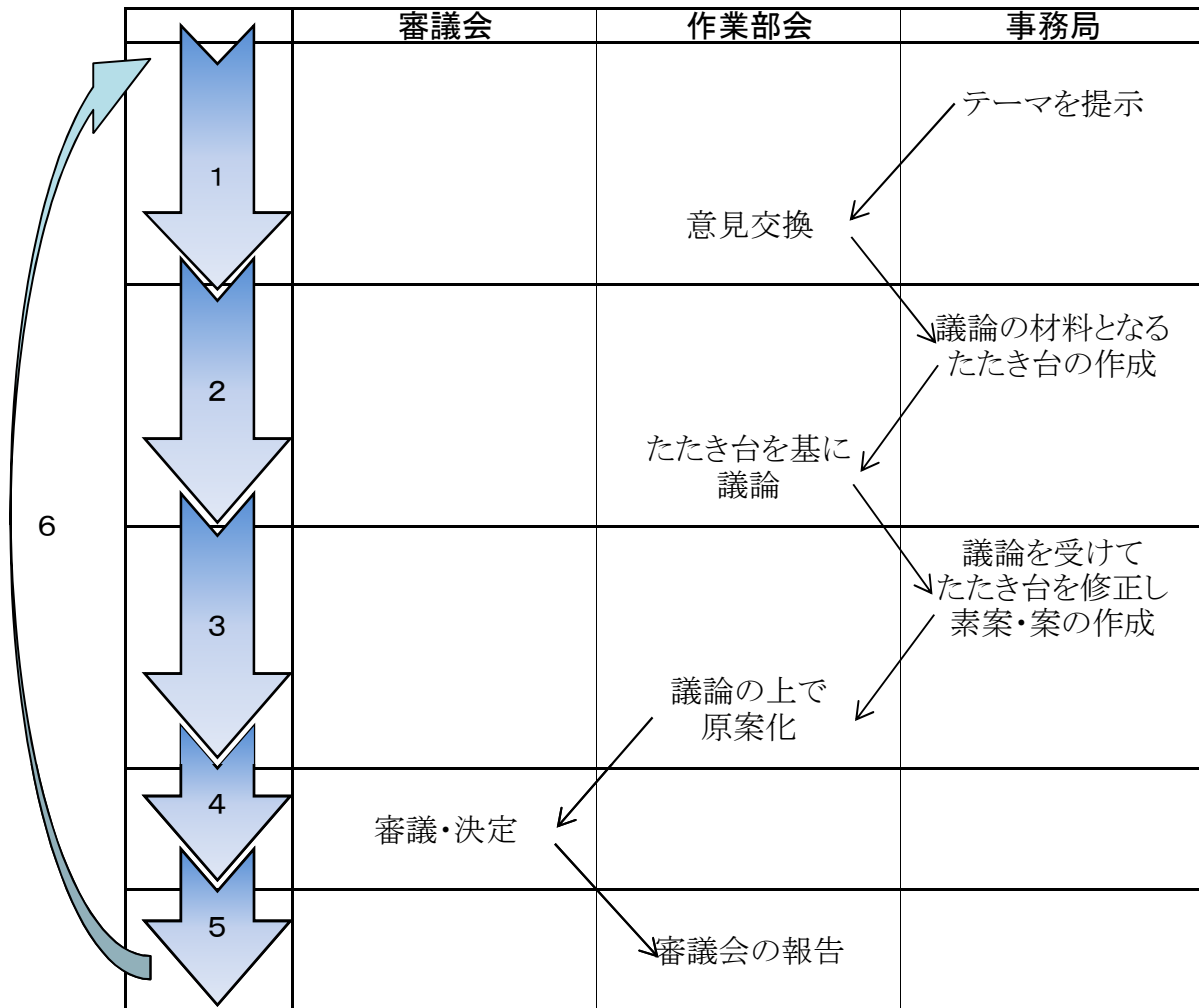 審議会
作業部会
事務局
テーマを提示
1
意見交換
議論の材料となる
たたき台の作成
2
たたき台を基に
議論
6
議論を受けて
たたき台を修正し
素案・案の作成
3
議論の上で
原案化
4
審議・決定
5
審議会の報告